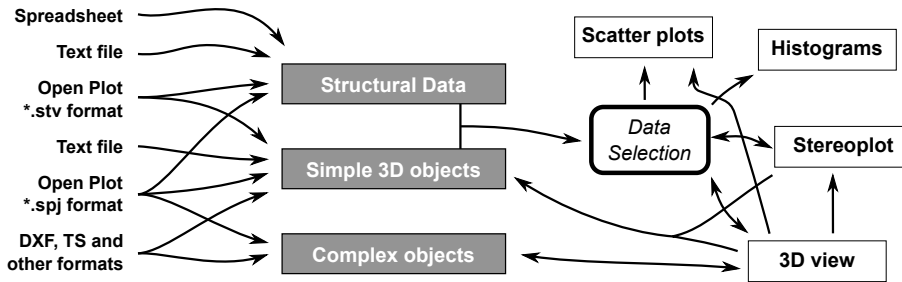 Spreadsheet
Text file
Open Plot
*.stv format
Text file
Open Plot
*.spj format
DXF, TS and
other formats
Structural Data
Simple 3D objects
Complex objects
Scatter plots
Histograms
Data
Selection
Stereoplot
3D view